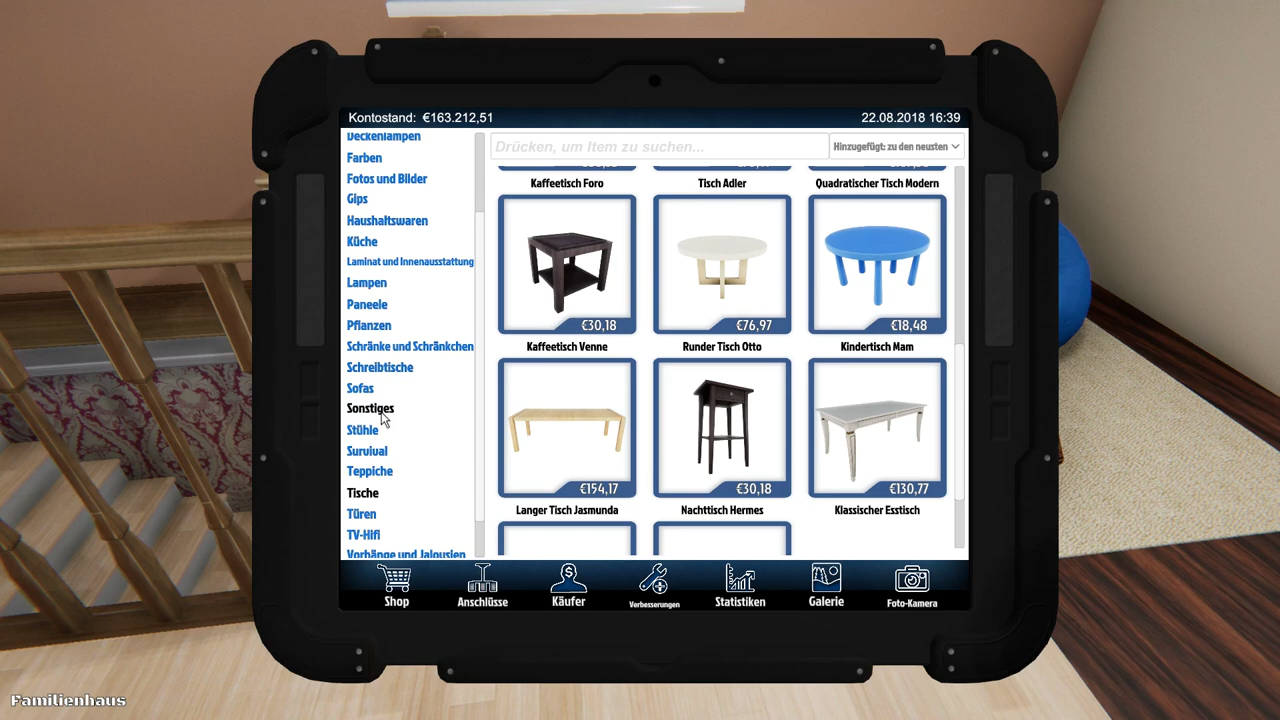 Kontostand: €163.212,51
22.08.2018 16:39
Deckenlampen
Farben
Fotos und Bilder
Gips
Haushaltswaren
Küche
Laminat und Innenausstattung
Lampen
Paneele
Pflanzen
Schränke und Schränkchen
Schreibtische
Sofas
Sonstiges
Stühle
Survival
Teppiche
Tische
Türen
TV-Hifi
Vorhänge und Jalousien
Drücken, um Item zu suchen...
Hinzugefügt: zu den neusten
Kaffeetisch Foro
Tisch Adler
Quadratischer Tisch Modern
€30,18
€76,97
€18,48
Kaffeetisch Venne
Runder Tisch Otto
Kindertisch Mam
€154,17
€30,18
€130,77
Langer Tisch Jasmunda
Nachttisch Hermes
Klassischer Esstisch
Shop
Anschlüsse
Käufer
Verbesserungen
Statistiken
Galerie
Foto-Kamera
Familienhaus